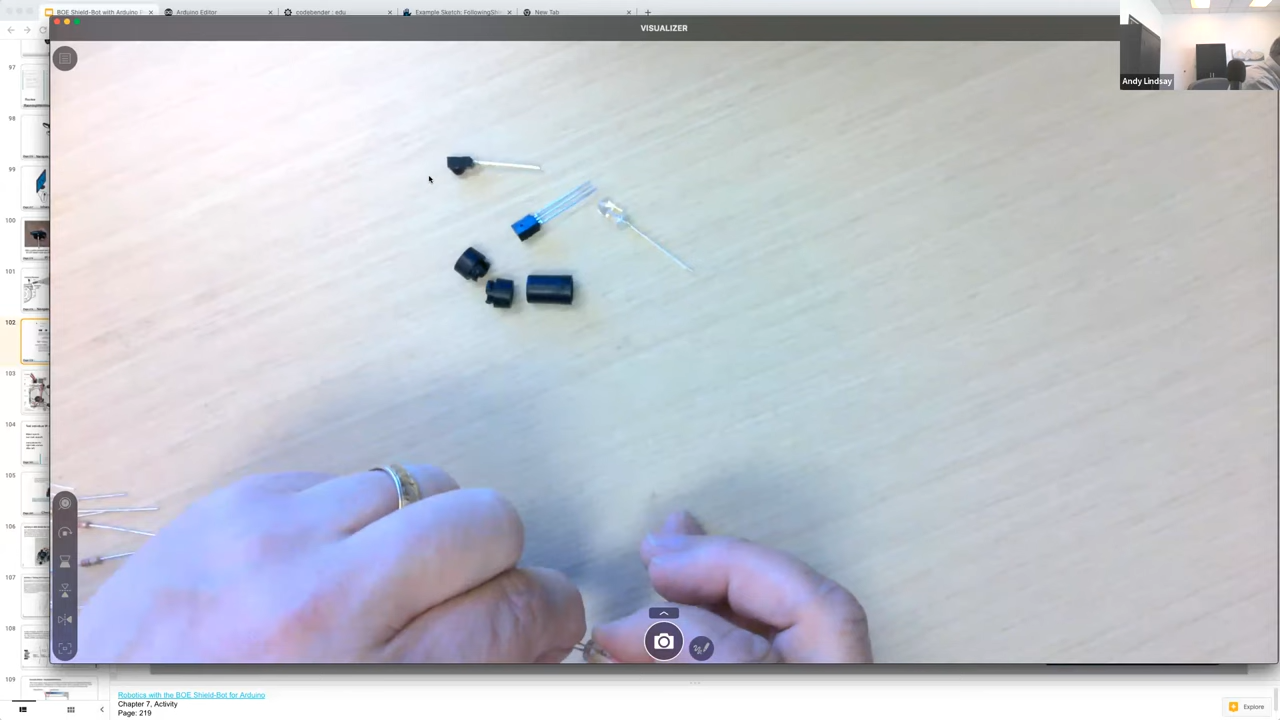 BOE Shield-Bot with Arduino
Arduino Editor
codebender : edu
Example Sketch: FollowingShi
New Tab
VISUALIZER
Andy Lindsay
97
98
99
100
101
102
103
104
105
106
107
108
109
Robotics with the BOE Shield-Bot for Arduino
Chapter 7, Activity
Page: 219
Explore